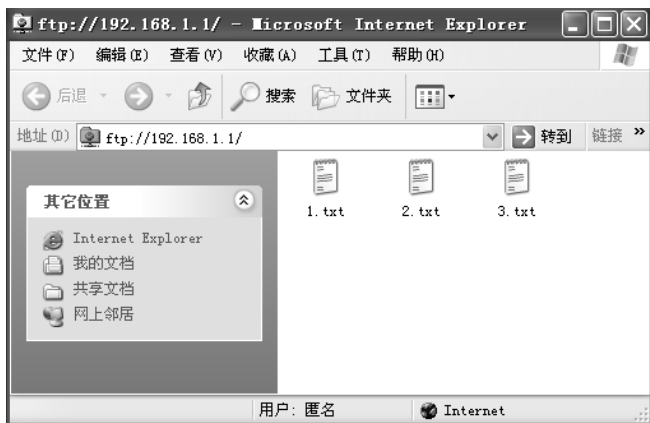 ftp://192.168.1.1/ - Microsoft Internet Explorer
文件(F) 编辑(E) 查看(V) 收藏(A) 工具(T) 帮助(H)
后退 搜索 文件夹
地址(D) ftp://192.168.1.1/ 转到 链接 »
其它位置
Internet Explorer
我的文档
共享文档
网上邻居
1.txt 2.txt 3.txt
用户: 匿名 Internet